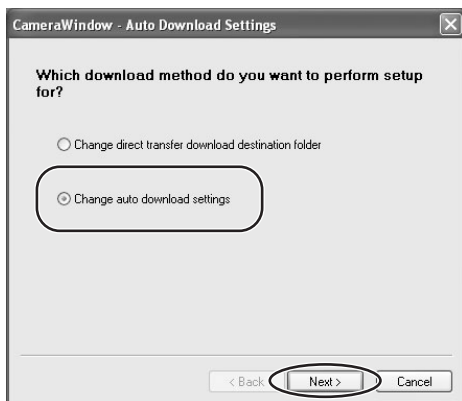 CameraWindow - Auto Download Settings
Which download method do you want to perform setup
for?
Change direct transfer download destination folder
Change auto download settings
< Back Next > Cancel